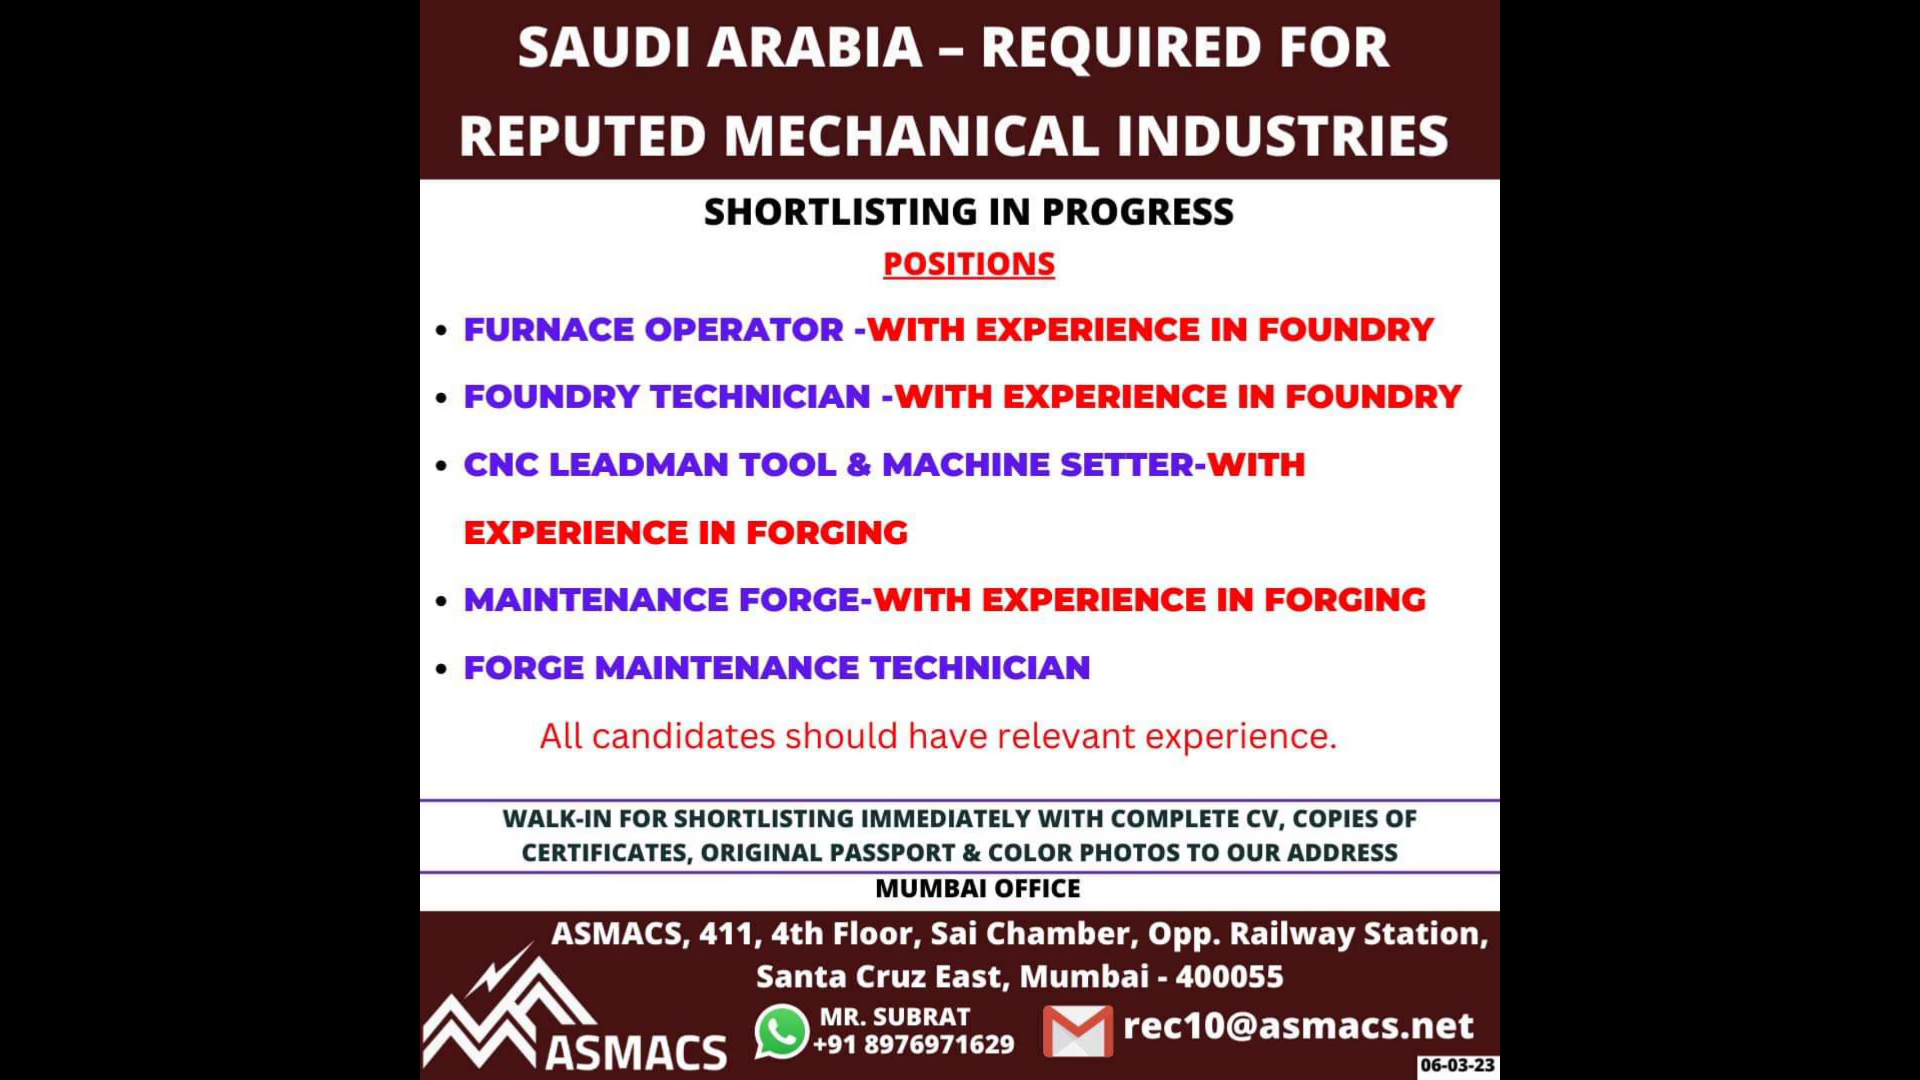 SAUDI ARABIA – REQUIRED FOR
REPUTED MECHANICAL INDUSTRIES
SHORTLISTING IN PROGRESS
POSITIONS
• FURNACE OPERATOR -WITH EXPERIENCE IN FOUNDRY
• FOUNDRY TECHNICIAN -WITH EXPERIENCE IN FOUNDRY
• CNC LEADMAN TOOL & MACHINE SETTER-WITH
EXPERIENCE IN FORGING
• MAINTENANCE FORGE-WITH EXPERIENCE IN FORGING
• FORGE MAINTENANCE TECHNICIAN
All candidates should have relevant experience.
WALK-IN FOR SHORTLISTING IMMEDIATELY WITH COMPLETE CV, COPIES OF
CERTIFICATES, ORIGINAL PASSPORT & COLOR PHOTOS TO OUR ADDRESS
MUMBAI OFFICE
ASMACS, 411, 4th Floor, Sai Chamber, Opp. Railway Station,
Santa Cruz East, Mumbai - 400055
ASMACS
MR. SUBRAT
+91 8976971629
rec10@asmacs.net
06-03-23